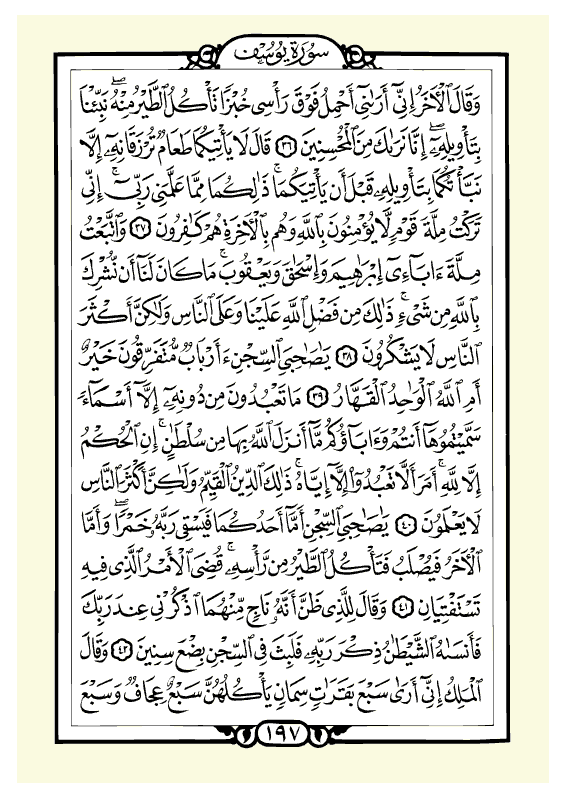 سُورَة يُوسُف
وَقَالَ ٱلْأَخَرُ إِنِّىٓ أَرَىٰنِىٓ أَحْمِلُ فَوْقَ رَأْسِى خُبْزًا تَأْكُلُ ٱلطَّيْرُ مِنْهُ ۖ نَبِّئْنَا
بِتَأْوِيلِهِۦٓ ۖ إِنَّا نَرَىٰكَ مِنَ ٱلْمُحْسِنِينَ ٣٦ قَالَ لَا يَأْتِيكُمَا طَعَامٌ تُرْزَقَانِهِۦٓ إِلَّا
نَبَّأْتُكُمَا بِتَأْوِيلِهِۦ قَبْلَ أَن يَأْتِيكُمَا ۚ ذَٰلِكُمَا مِمَّا عَلَّمَنِى رَبِّىٓ ۚ إِنِّى
تَرَكْتُ مِلَّةَ قَوْمٍ لَّا يُؤْمِنُونَ بِٱللَّهِ وَهُم بِٱلْأَخِرَةِ هُمْ كَٰفِرُونَ ٣٧ وَٱتَّبَعْتُ
مِلَّةَ ءَابَآءِىٓ إِبْرَٰهِيمَ وَإِسْحَٰقَ وَيَعْقُوبَ ۚ مَا كَانَ لَنَآ أَن نُّشْرِكَ
بِٱللَّهِ مِن شَىْءٍ ۚ ذَٰلِكَ مِن فَضْلِ ٱللَّهِ عَلَيْنَا وَعَلَى ٱلنَّاسِ وَلَٰكِنَّ أَكْثَرَ
ٱلنَّاسِ لَا يَشْكُرُونَ ٣٨ يَٰصَٰحِبَىِ ٱلسِّجْنِ ءَأَرْبَابٌ مُّتَفَرِّقُونَ خَيْرٌ
أَمِ ٱللَّهُ ٱلْوَٰحِدُ ٱلْقَهَّارُ ٣٩ مَا تَعْبُدُونَ مِن دُونِهِۦٓ إِلَّآ أَسْمَآءً
سَمَّيْتُمُوهَآ أَنتُمْ وَءَابَآؤُكُم مَّآ أَنزَلَ ٱللَّهُ بِهَا مِن سُلْطَٰنٍ ۚ إِنِ ٱلْحُكْمُ
إِلَّا لِلَّهِ ۚ أَمَرَ أَلَّا تَعْبُدُوٓا۟ إِلَّآ إِيَّاهُ ۚ ذَٰلِكَ ٱلدِّينُ ٱلْقَيِّمُ وَلَٰكِنَّ أَكْثَرَ ٱلنَّاسِ
لَا يَعْلَمُونَ ٤٠ يَٰصَٰحِبَىِ ٱلسِّجْنِ أَمَّآ أَحَدُكُمَا فَيَسْقِى رَبَّهُۥ خَمْرًا ۖ وَأَمَّا
ٱلْأَخَرُ فَيُصْلَبُ فَتَأْكُلُ ٱلطَّيْرُ مِن رَّأْسِهِۦ ۚ قُضِىَ ٱلْأَمْرُ ٱلَّذِى فِيهِ
تَسْتَفْتِيَانِ ٤١ وَقَالَ لِلَّذِى ظَنَّ أَنَّهُۥ نَاجٍ مِّنْهُمَا ٱذْكُرْنِى عِندَ رَبِّكَ
فَأَنسَىٰهُ ٱلشَّيْطَٰنُ ذِكْرَ رَبِّهِۦ فَلَبِثَ فِى ٱلسِّجْنِ بِضْعَ سِنِينَ ٤٢ وَقَالَ
ٱلْمَلِكُ إِنِّىٓ أَرَىٰ سَبْعَ بَقَرَٰتٍ سِمَانٍ يَأْكُلُهُنَّ سَبْعٌ عِجَافٌ وَسَبْعَ
١٩٧